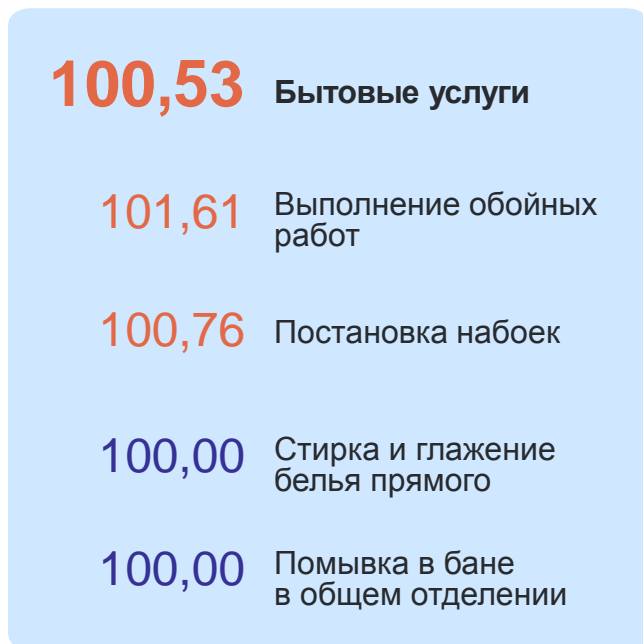 100,53 Бытовые услуги
101,61 Выполнение обойных
работ
100,76 Постановка набоек
100,00 Стирка и глажение
белья прямого
100,00 Помывка в бане
в общем отделении